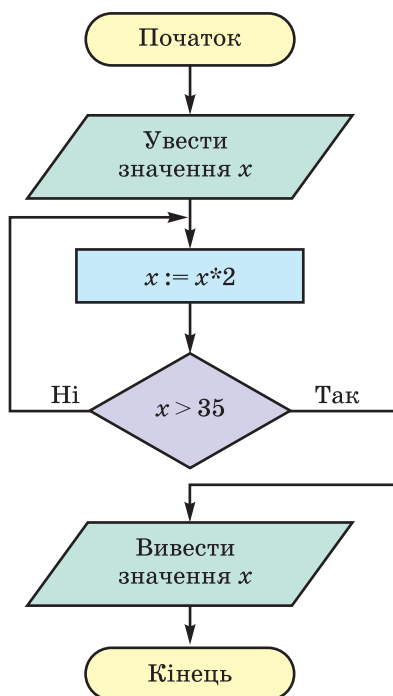 Початок
Увести
значення x
x := x*2
Ні
x > 35
Так
Вивести
значення x
Кінець